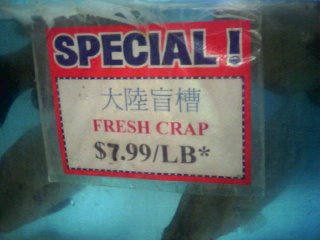 SPECIAL!
大陸盲槽
FRESH CRAP
$7.99/LB*